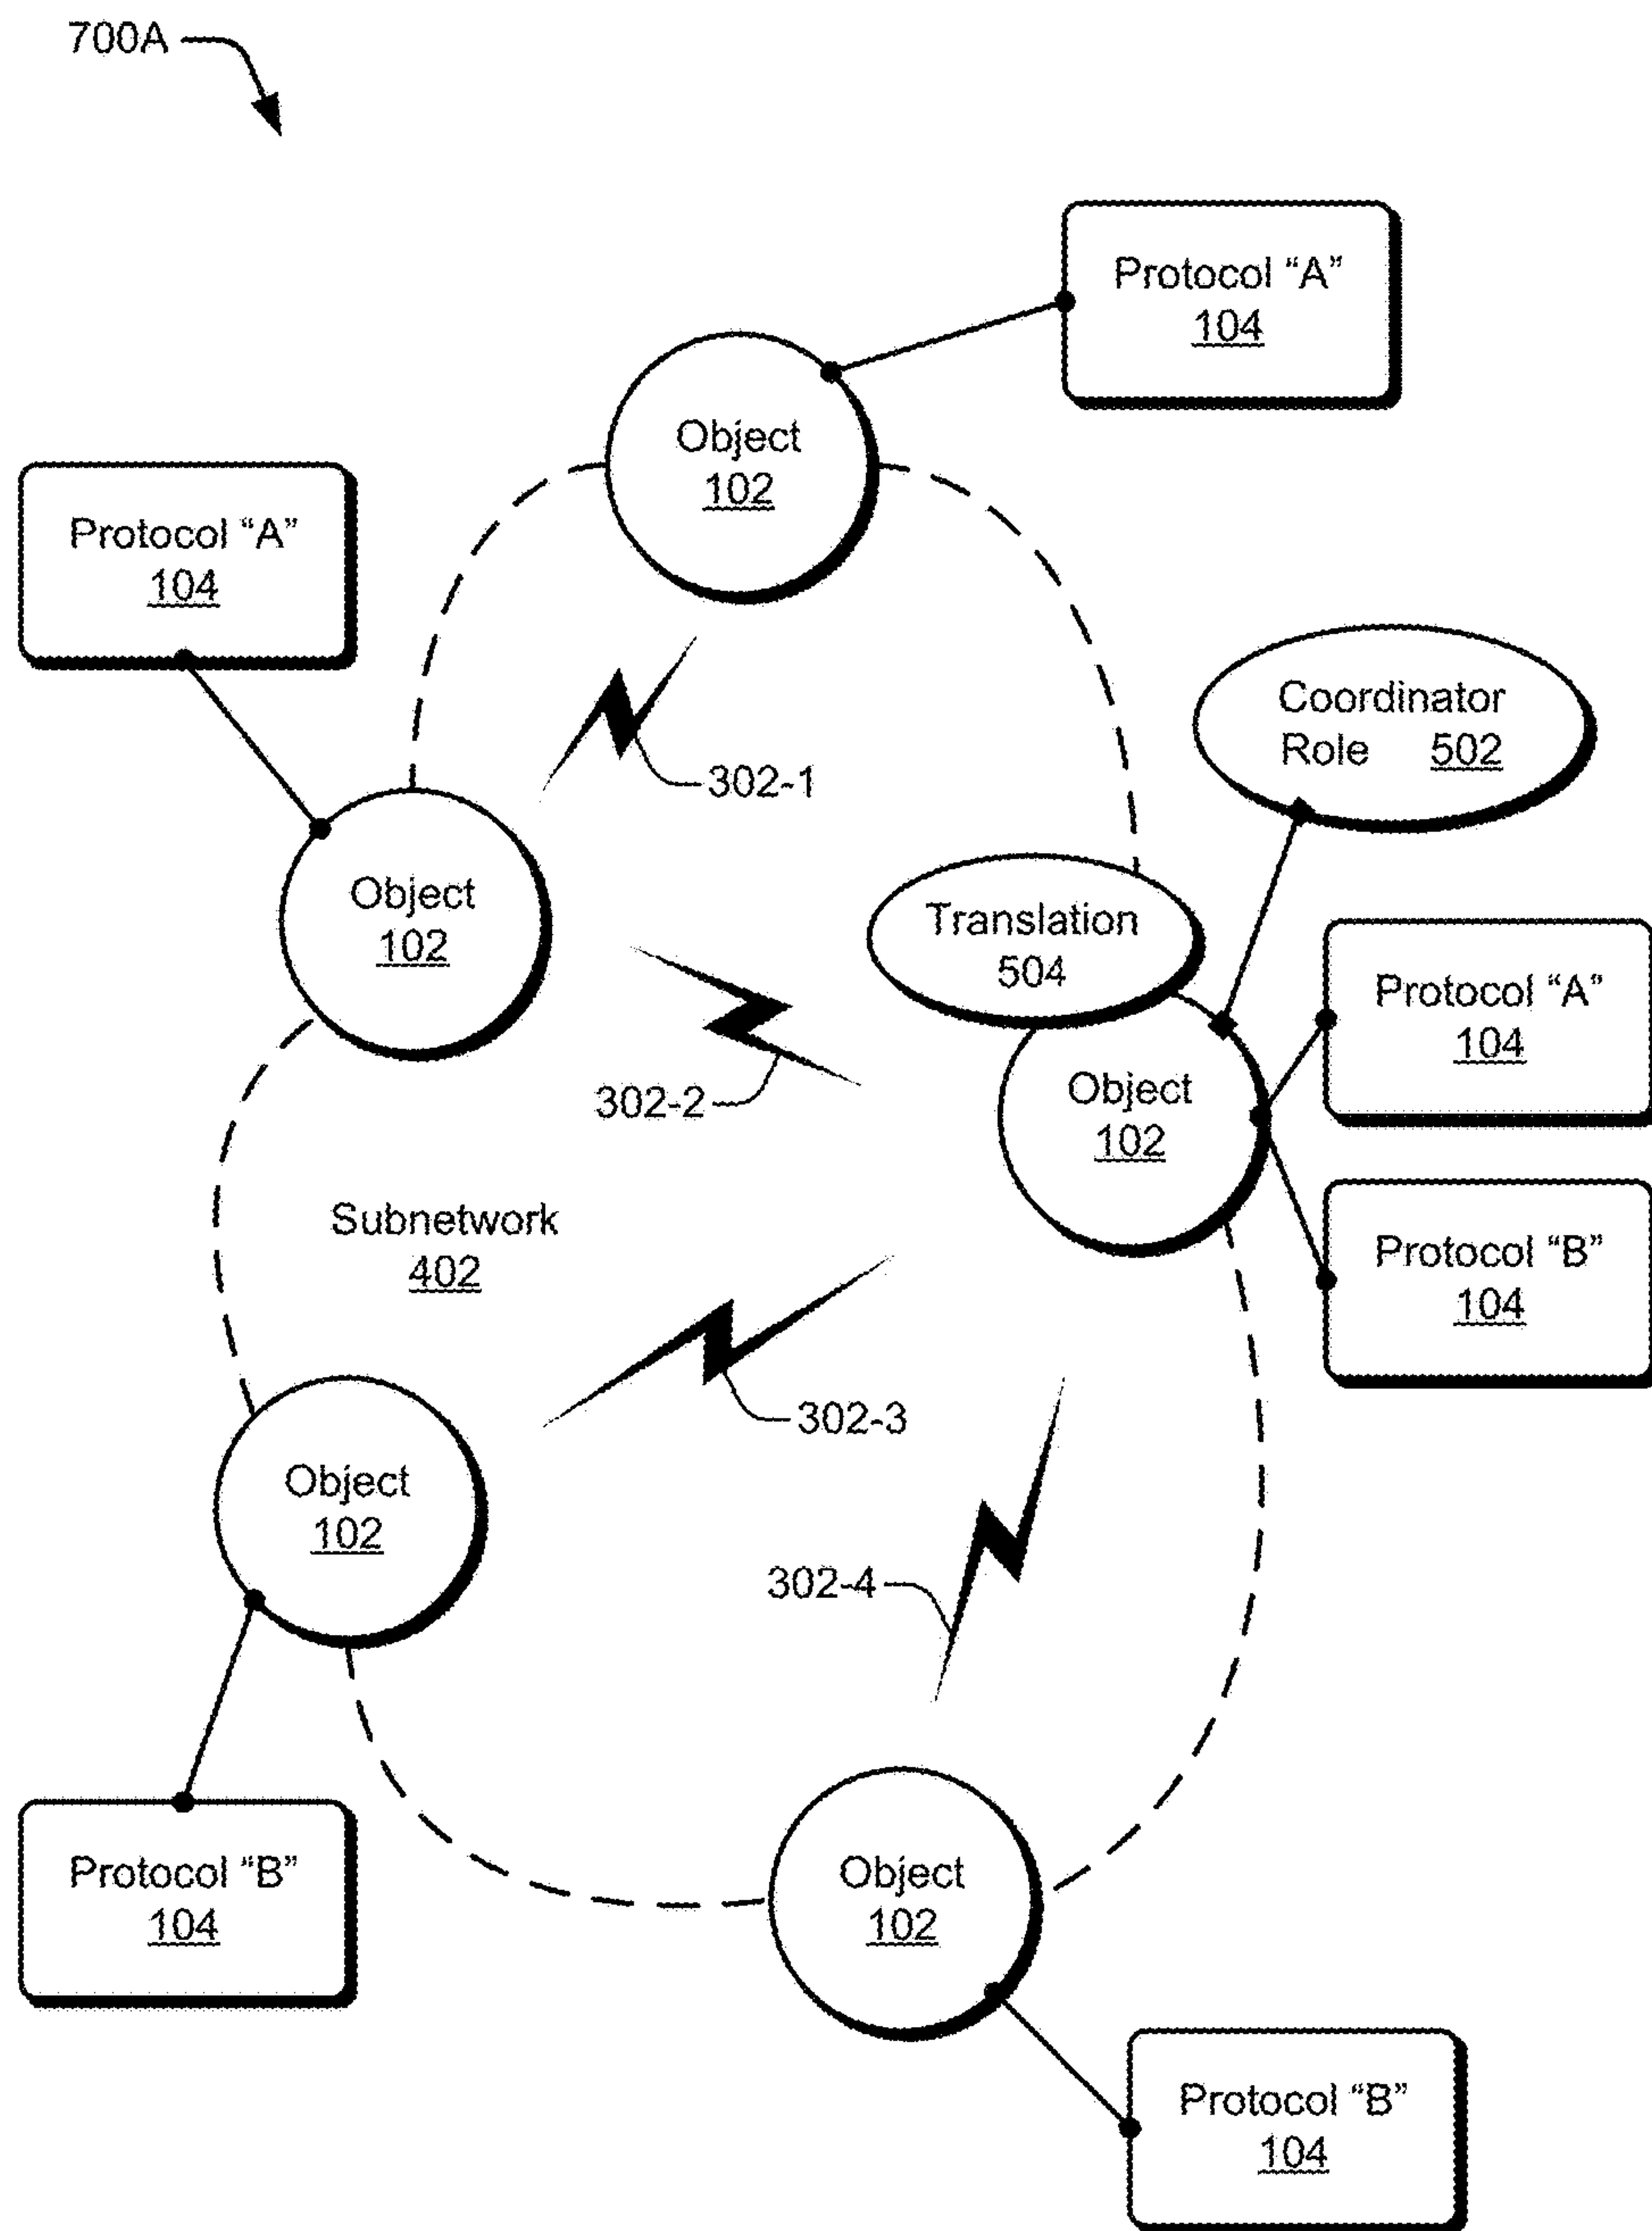 700A
Protocol “A”
104
Object
102
Protocol “A”
104
302-1
Coordinator
Role 502
Object
102
Translation
504
Protocol “A”
104
302-2
Object
102
Subnetwork
402
Protocol “B”
104
302-3
Object
102
302-4
Protocol “B”
104
Object
102
Protocol “B”
104